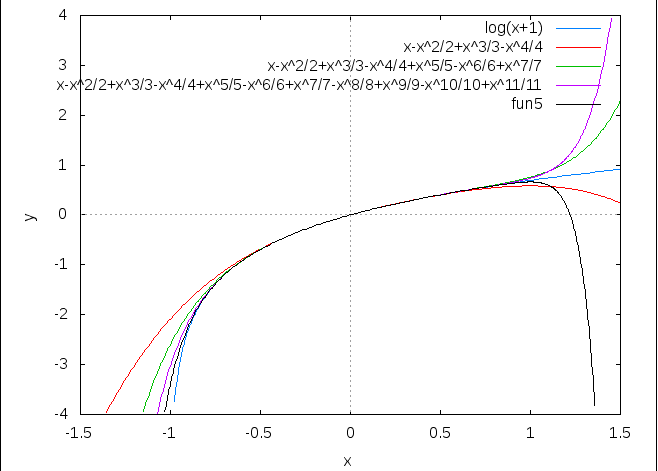 4
log(x+1)
x-x^2/2+x^3/3-x^4/4
3
x-x^2/2+x^3/3-x^4/4+x^5/5-x^6/6+x^7/7
x-x^2/2+x^3/3-x^4/4+x^5/5-x^6/6+x^7/7-x^8/8+x^9/9-x^10/10+x^11/11
fun5
2
1
y
0
-1
-2
-3
-4
-1.5 -1 -0.5 0 0.5 1 1.5
x